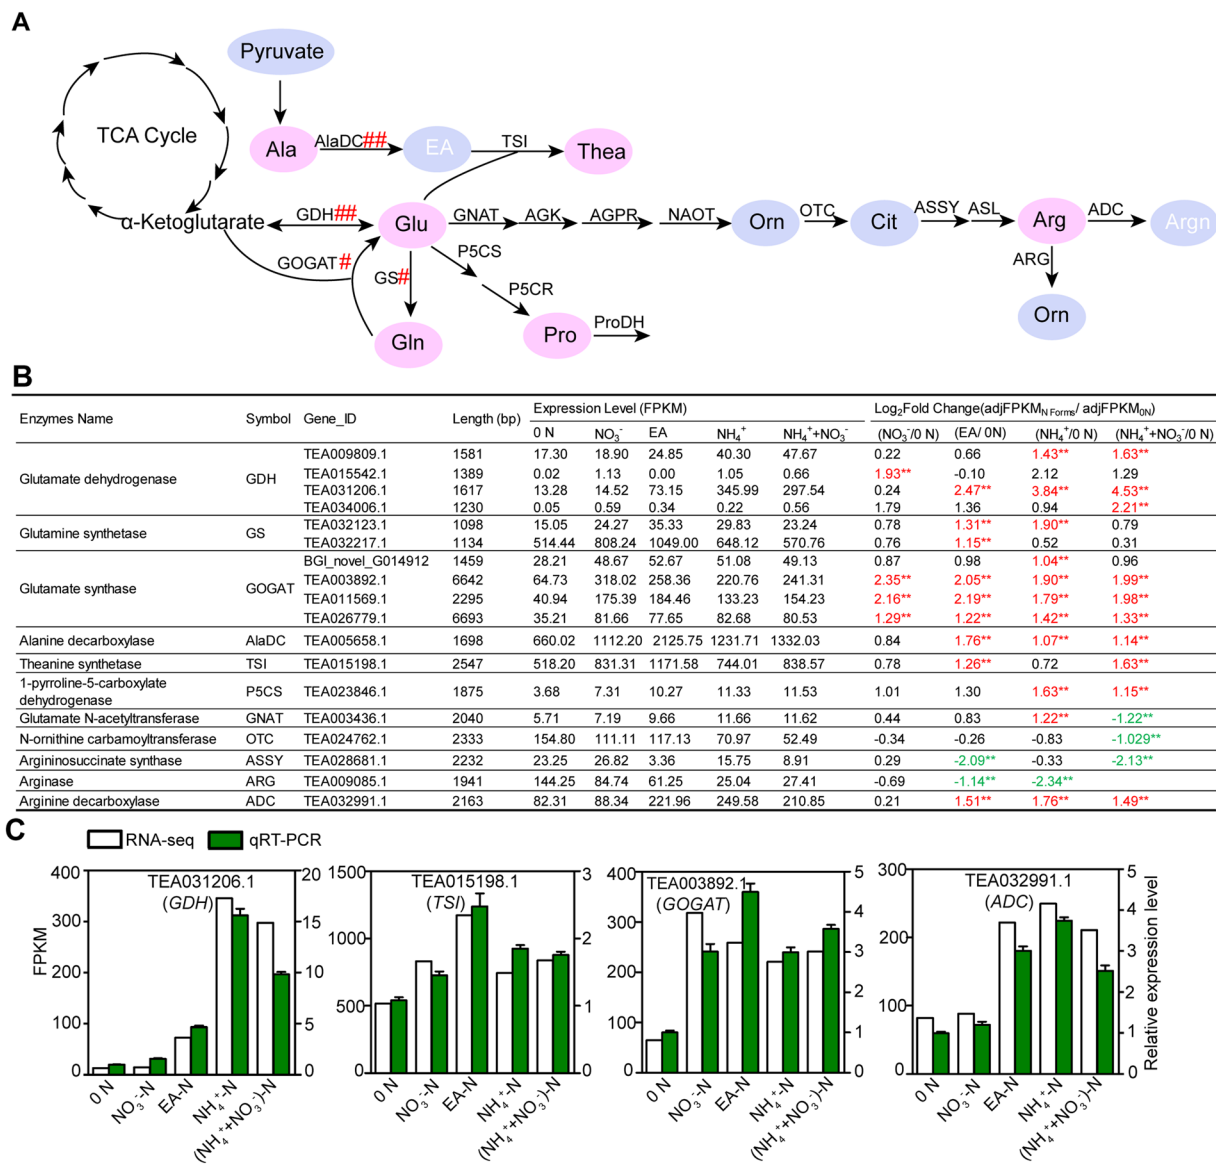 A
Pyruvate
TCA Cycle
Ala
AlaDC##
EA
TSI
Thea
α-Ketoglutarate
GDH##
Glu
GNAT
AGK
AGPR
NAOT
Orn
OTC
Cit
ASSY
ASL
Arg
ADC
Argn
GOGAT#
GS#
P5CS
P5CR
ARG
Gln
Pro
ProDH
Orn
B
Enzymes Name Symbol Gene_ID Length (bp) Expression Level (FPKM) Log₂Fold Change(adjFPKM_N Forms/ adjFPKM_0N)
0 N NO₃⁻ EA NH₄⁺ NH₄⁺+NO₃⁻ (NO₃⁻/0 N) (EA/ 0N) (NH₄⁺/0 N) (NH₄⁺+NO₃⁻/0 N)
TEA009809.1 1581 17.30 18.90 24.85 40.30 47.67 0.22 0.66 1.43** 1.63**
TEA015542.1 1389 0.02 1.13 0.00 1.05 0.66 1.93** -0.10 2.12 1.29
Glutamate dehydrogenase GDH
TEA031206.1 1617 13.28 14.52 73.15 345.99 297.54 0.24 2.47** 3.84** 4.53**
TEA034006.1 1230 0.05 0.59 0.34 0.22 0.56 1.79 1.36 0.94 2.21**
TEA032123.1 1098 15.05 24.27 35.33 29.83 23.24 0.78 1.31** 1.90** 0.79
Glutamine synthetase GS
TEA032217.1 1134 514.44 808.24 1049.00 648.12 570.76 0.76 1.15** 0.52 0.31
BGI_novel_G014912 1459 28.21 48.67 52.67 51.08 49.13 0.87 0.98 1.04** 0.96
TEA003892.1 6642 64.73 318.02 258.36 220.76 241.31 2.35** 2.05** 1.90** 1.99**
Glutamate synthase GOGAT
TEA011569.1 2295 40.94 175.39 184.46 133.23 154.23 2.16** 2.19** 1.79** 1.98**
TEA026779.1 6693 35.21 81.66 77.65 82.68 80.53 1.29** 1.22** 1.42** 1.33**
Alanine decarboxylase AlaDC TEA005658.1 1698 660.02 1112.20 2125.75 1231.71 1332.03 0.84 1.76** 1.07** 1.14**
Theanine synthetase TSI TEA015198.1 2547 518.20 831.31 1171.58 744.01 838.57 0.78 1.26** 0.72 1.63**
1-pyrroline-5-carboxylate
dehydrogenase P5CS TEA023846.1 1875 3.68 7.31 10.27 11.33 11.53 1.01 1.30 1.63** 1.15**
Glutamate N-acetyltransferase GNAT TEA003436.1 2040 5.71 7.19 9.66 11.66 11.62 0.44 0.83 1.22** -1.22**
N-ornithine carbamoyltransferase OTC TEA024762.1 2333 154.80 111.11 117.13 70.97 52.49 -0.34 -0.26 -0.83 -1.029**
Argininosuccinate synthase ASSY TEA028681.1 2232 23.25 26.82 3.36 15.75 8.91 0.29 -2.09** -0.33 -2.13**
Arginase ARG TEA009085.1 1941 144.25 84.74 61.25 25.04 27.41 -0.69 -1.14** -2.34**
Arginine decarboxylase ADC TEA032991.1 2163 82.31 88.34 221.96 249.58 210.85 0.21 1.51** 1.76** 1.49**
C
RNA-seq qRT-PCR
FPKM
400
300
200
100
0
TEA031206.1
(GDH)
20
15
10
5
0
0 N
NO₃⁻-N
EA-N
NH₄⁺-N
(NH₄⁺+NO₃⁻)-N
1500
1000
500
0
TEA015198.1
(TSI)
3
2
1
0
0 N
NO₃⁻-N
EA-N
NH₄⁺-N
(NH₄⁺+NO₃⁻)-N
400
300
200
100
0
TEA003892.1
(GOGAT)
5
4
3
2
1
0
0 N
NO₃⁻-N
EA-N
NH₄⁺-N
(NH₄⁺+NO₃⁻)-N
300
200
100
0
TEA032991.1
(ADC)
5
4
3
2
1
0
Relative expression level
0 N
NO₃⁻-N
EA-N
NH₄⁺-N
(NH₄⁺+NO₃⁻)-N